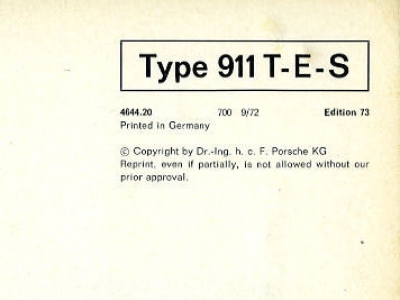 Type 911 T-E-S
4644.20 700 9/72 Edition 73
Printed in Germany
© Copyright by Dr.-Ing. h. c. F. Porsche KG
Reprint, even if partially, is not allowed without our
prior approval.